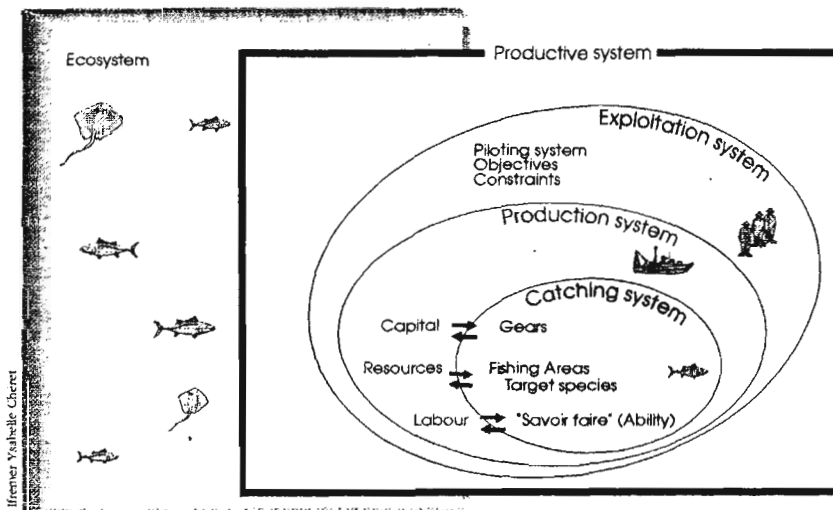 Productive system
Ecosystem
Exploitation system
Piloting system
Objectives
Constraints
Production system
Catching system
Capital
Gears
Resources
Fishing Areas
Target species
Labour
"Savoir faire" (Ability)
Ifremer Ysabelle Cheret